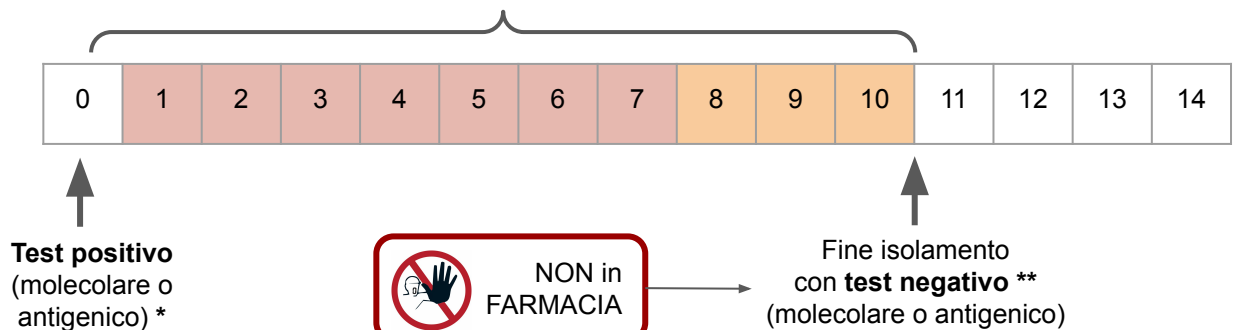 0 1 2 3 4 5 6 7 8 9 10 11 12 13 14
Test positivo
(molecolare o
antigenico) *
NON in
FARMACIA
Fine isolamento
con test negativo **
(molecolare o antigenico)